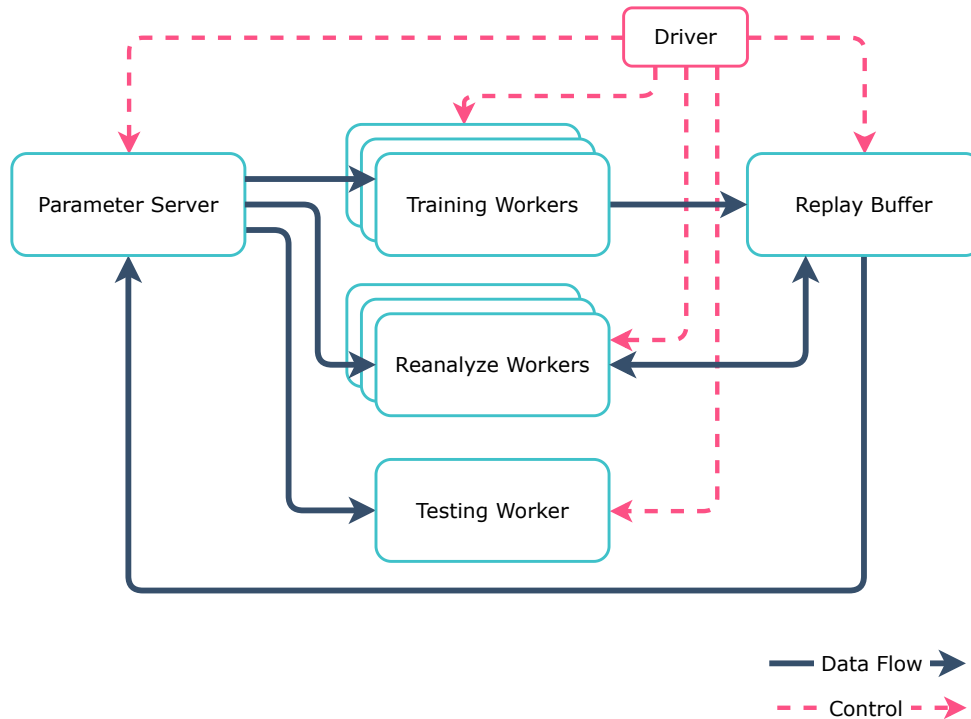 Driver
Parameter Server
Training Workers
Replay Buffer
Reanalyze Workers
Testing Worker
Data Flow
Control